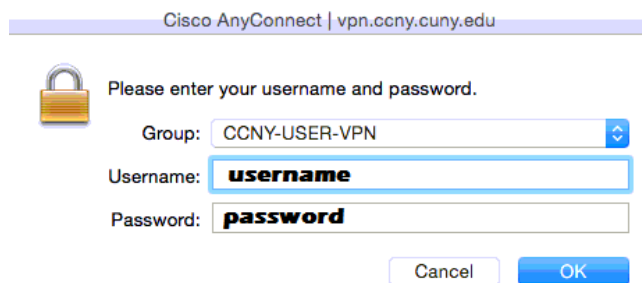 Cisco AnyConnect | vpn.ccny.cuny.edu
Please enter your username and password.
Group: CCNY-USER-VPN
Username: username
Password: password
Cancel OK